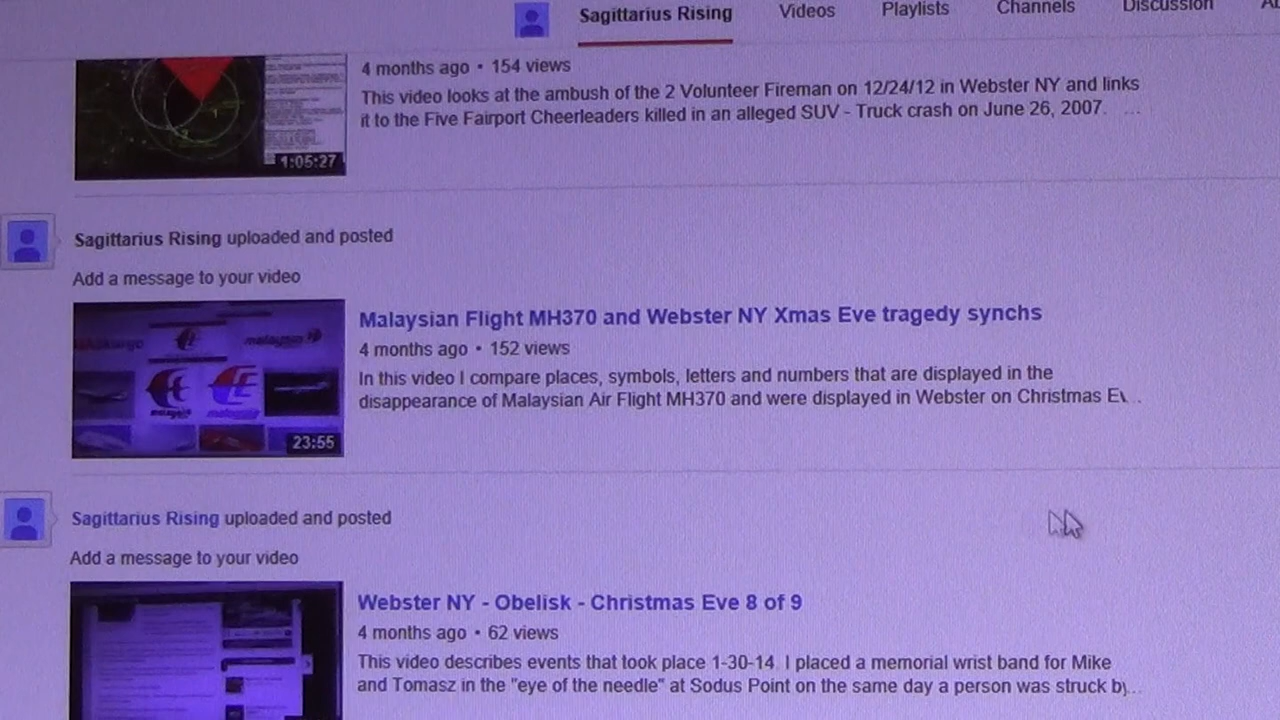 Sagittarius Rising Videos Playlists Channels Discussion
4 months ago • 154 views
This video looks at the ambush of the 2 Volunteer Fireman on 12/24/12 in Webster NY and links
it to the Five Fairport Cheerleaders killed in an alleged SUV - Truck crash on June 26, 2007. ...
1:05:27
Sagittarius Rising uploaded and posted
Add a message to your video
malaysia
malaysia
malaysia
Malaysian Flight MH370 and Webster NY Xmas Eve tragedy synchs
4 months ago • 152 views
In this video I compare places, symbols, letters and numbers that are displayed in the
disappearance of Malaysian Air Flight MH370 and were displayed in Webster on Christmas Ev...
23:55
Sagittarius Rising uploaded and posted
Add a message to your video
Webster NY - Obelisk - Christmas Eve 8 of 9
4 months ago • 62 views
This video describes events that took place 1-30-14. I placed a memorial wrist band for Mike
and Tomasz in the "eye of the needle" at Sodus Point on the same day a person was struck by...